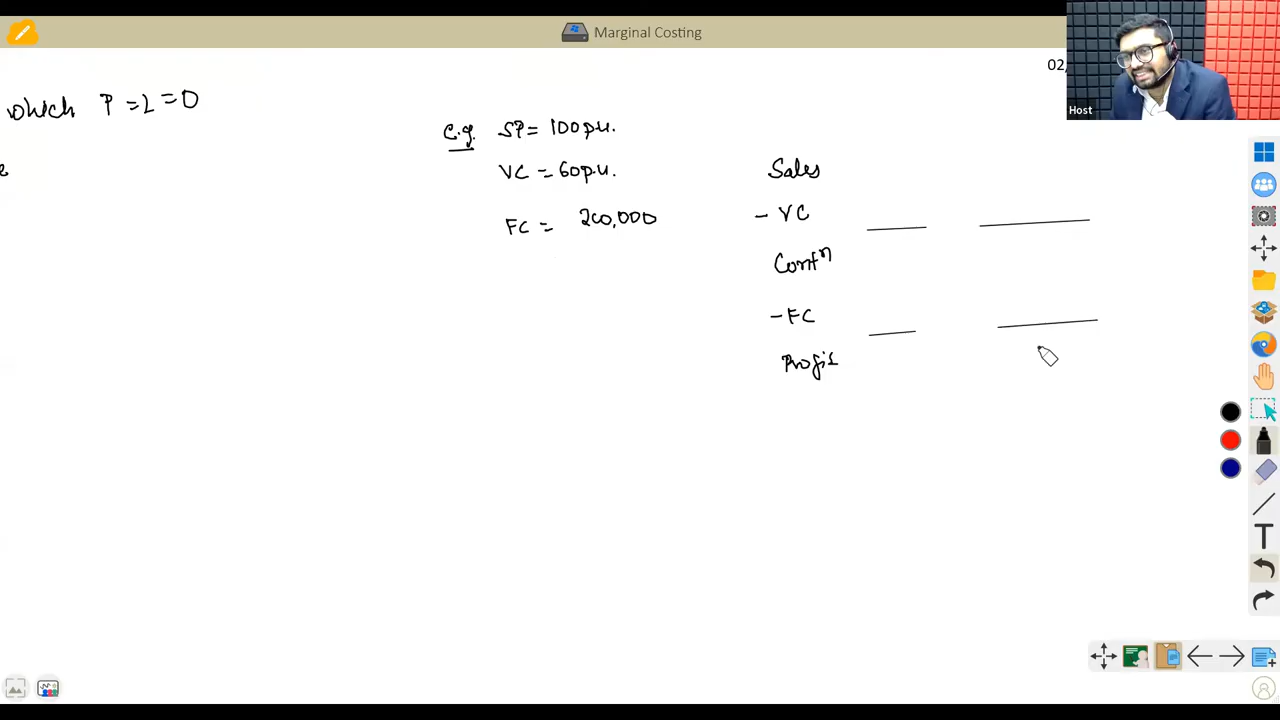 Marginal Costing
02/
Host
which P = L = 0
e.g. SP = 100 p.u.
VC = 60 p.u.
FC = 200,000
Sales
- VC
Contn
- FC
Profit
T